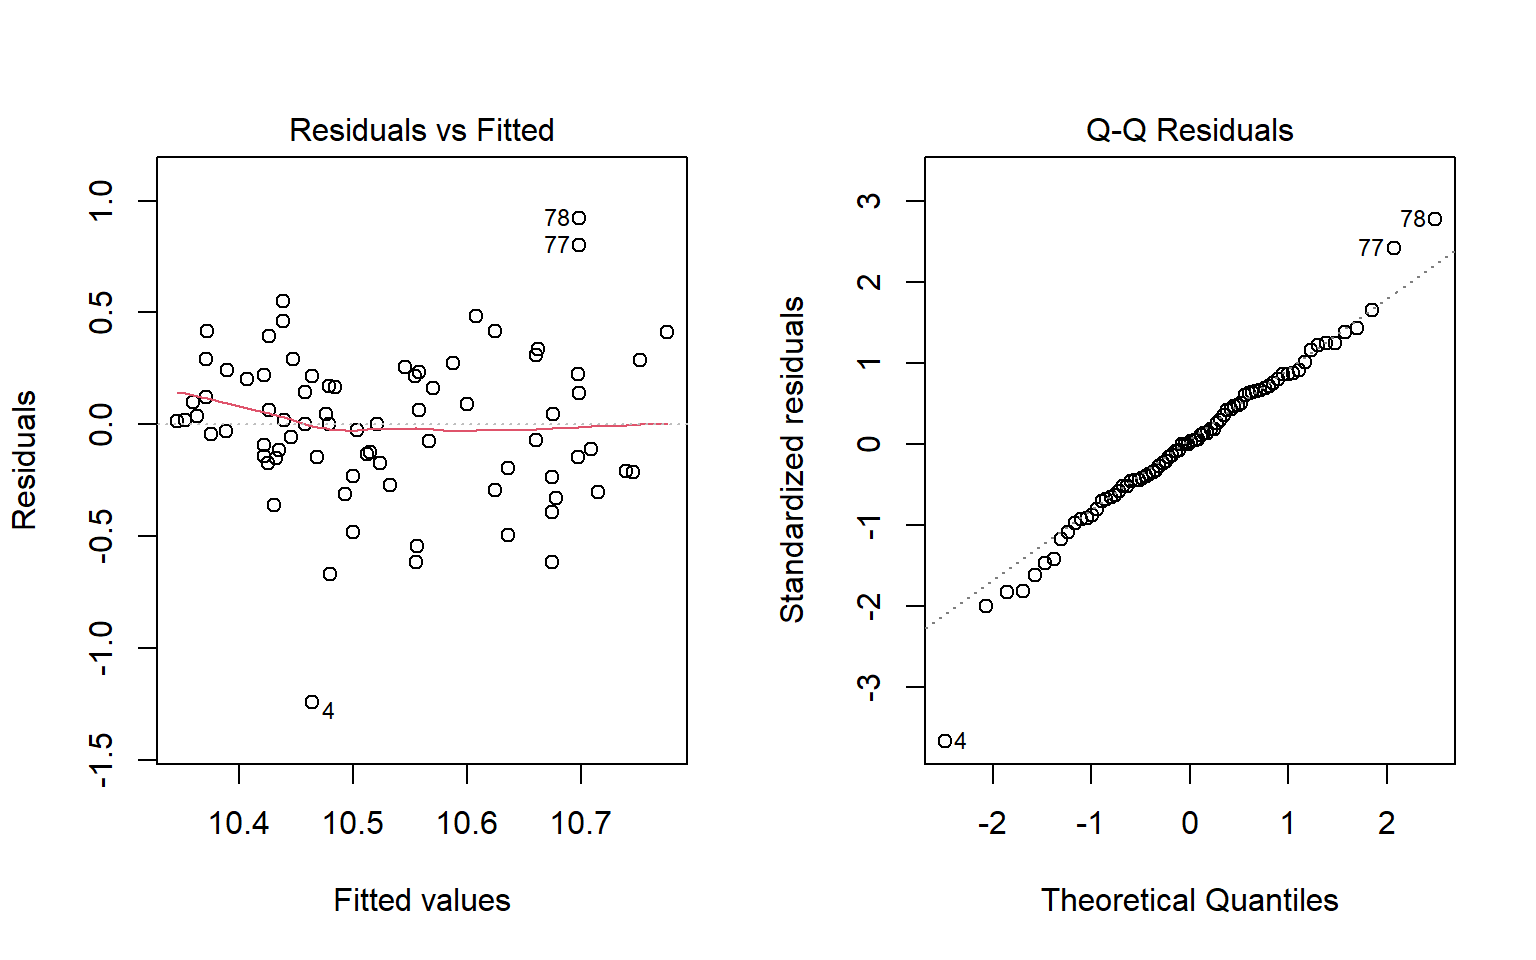 Residuals vs Fitted
Residuals
1.0
0.5
0.0
-0.5
-1.0
-1.5
78
77
4
10.4 10.5 10.6 10.7
Fitted values
Q-Q Residuals
Standardized residuals
3
2
1
0
-1
-2
-3
78
77
4
-2 -1 0 1 2
Theoretical Quantiles